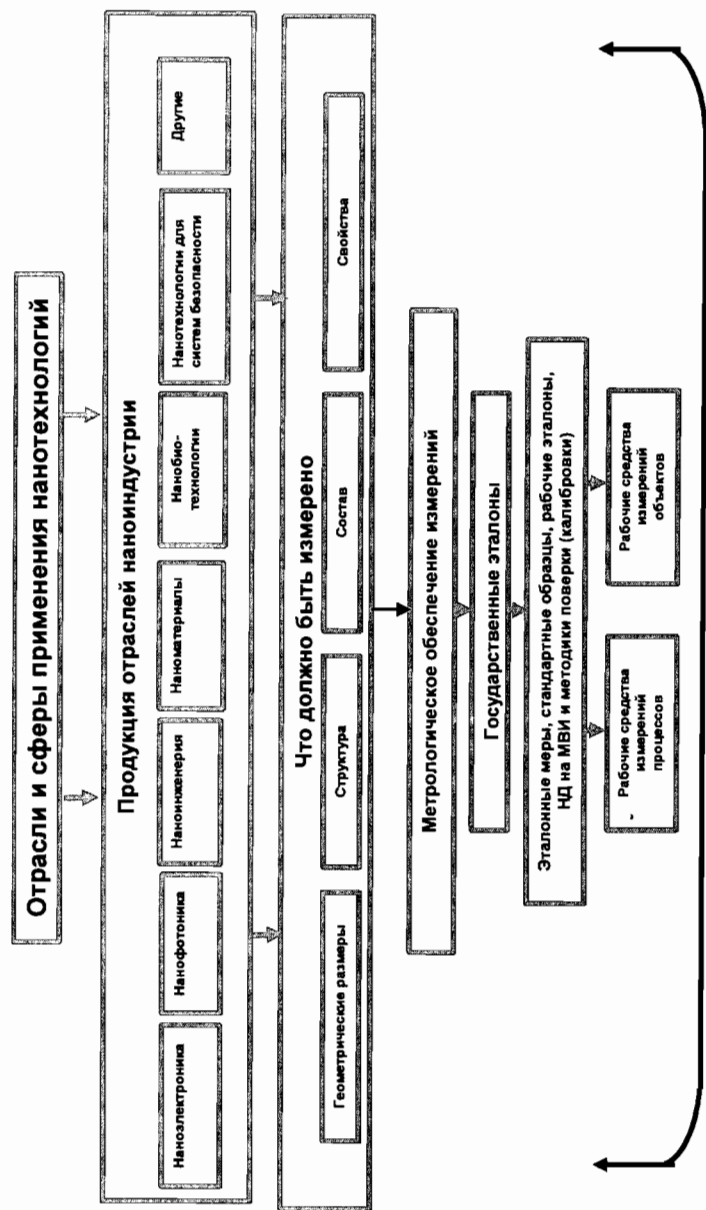 Отрасли и сферы применения нанотехнологий
Продукция отраслей наноиндустрии
Наноэлектроника
Нанофотоника
Наноинженерия
Наноматериалы
Нанобио-
технологии
Нанотехнологии для
систем безопасности
Другие
Что должно быть измерено
Геометрические размеры
Структура
Состав
Свойства
Метрологическое обеспечение измерений
Государственные эталоны
Эталонные меры, стандартные образцы, рабочие эталоны,
НД на МВИ и методики поверки (калибровки)
Рабочие средства
измерений
процессов
Рабочие средства
измерений
объектов